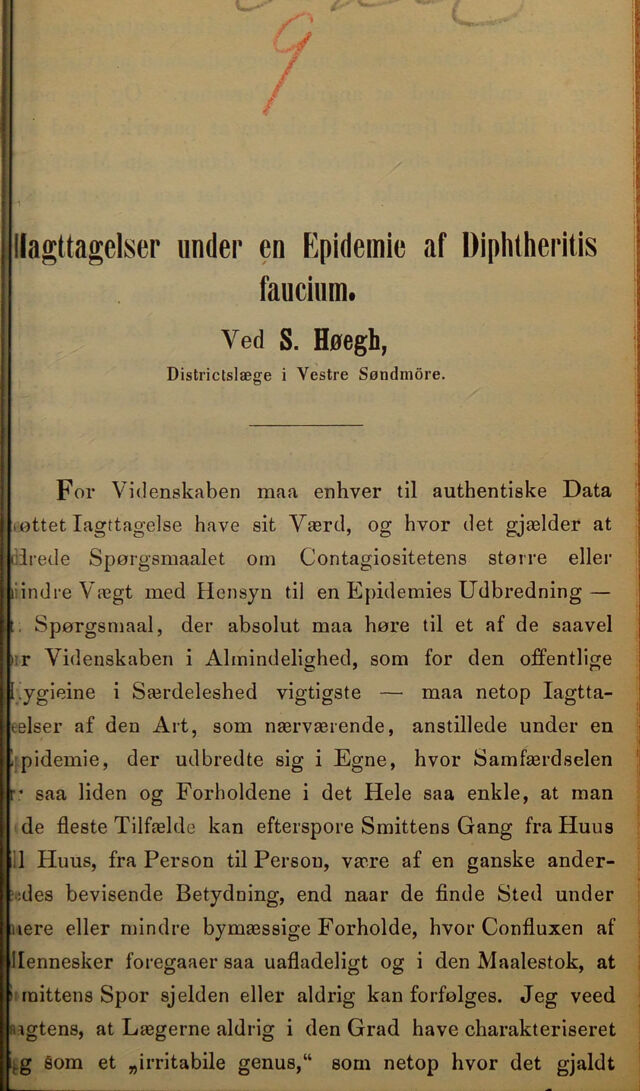 9
Iagttagelser under en Epidemie af Diphtheritis
faucium.
Ved S. Høegh,
Districtslæge i Vestre Søndmöre.
For Videnskaben maa enhver til authentiske Data
øttet Iagttagelse have sit Værd, og hvor det gjælder at
drede Spørgsmaalet om Contagiositetens større eller
indre Vægt med Hensyn til en Epidemies Udbredning —
t Spørgsmaal, der absolut maa høre til et af de saavel
r Videnskaben i Almindelighed, som for den offentlige
ygieine i Særdeleshed vigtigste — maa netop Iagtta-
elser af den Art, som nærværende, anstillede under en
pidemie, der udbredte sig i Egne, hvor Samfærdselen
r saa liden og Forholdene i det Hele saa enkle, at man
de fleste Tilfælde kan efterspore Smittens Gang fra Huus
l Huus, fra Person til Person, være af en ganske ander-
des bevisende Betydning, end naar de finde Sted under
ere eller mindre bymæssige Forholde, hvor Confluxen af
ennesker foregaaer saa uafladeligt og i den Maalestok, at
mittens Spor sjelden eller aldrig kan forfølges. Jeg veed
gtens, at Lægerne aldrig i den Grad have charakteriseret
g som et „irritabile genus,“ som netop hvor det gjaldt